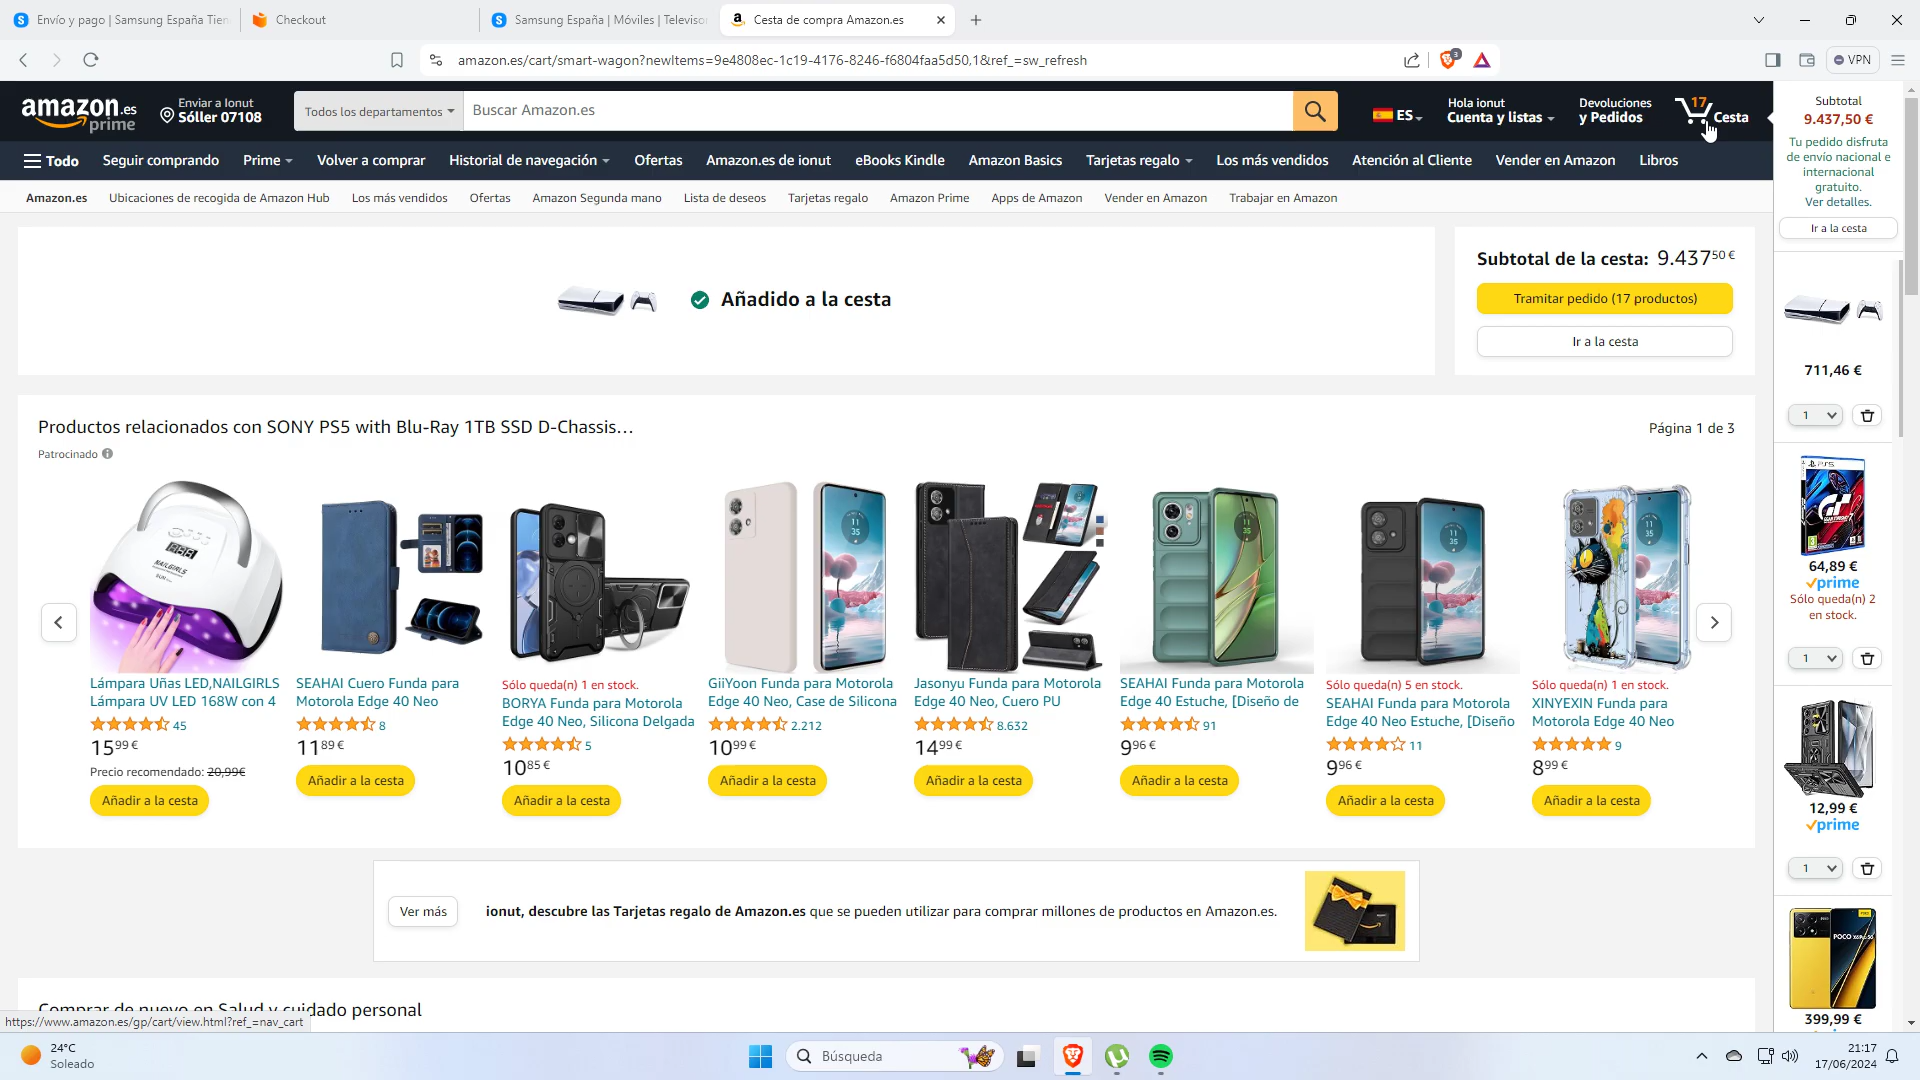 Envío y pago | Samsung España Tien
Checkout
Samsung España | Móviles | Televisor
Cesta de compra Amazon.es
amazon.es/cart/smart-wagon?newItems=9e4808ec-1c19-4176-8246-f6804faa5d50,1&ref_=sw_refresh
3
VPN
amazon.es
prime
Enviar a Ionut
Sóller 07108
Todos los departamentos
Buscar Amazon.es
ES
Hola ionut
Cuenta y listas
Devoluciones
y Pedidos
17
Cesta
Todo
Seguir comprando
Prime
Volver a comprar
Historial de navegación
Ofertas
Amazon.es de ionut
eBooks Kindle
Amazon Basics
Tarjetas regalo
Los más vendidos
Atención al Cliente
Vender en Amazon
Libros
Amazon.es
Ubicaciones de recogida de Amazon Hub
Los más vendidos
Ofertas
Amazon Segunda mano
Lista de deseos
Tarjetas regalo
Amazon Prime
Apps de Amazon
Vender en Amazon
Trabajar en Amazon
Añadido a la cesta
Subtotal de la cesta: 9.437 50 €
Tramitar pedido (17 productos)
Ir a la cesta
Productos relacionados con SONY PS5 with Blu-Ray 1TB SSD D-Chassis…
Página 1 de 3
Patrocinado
NAILGIRLS
Lámpara Uñas LED,NAILGIRLS
Lámpara UV LED 168W con 4
45
15 99 €
Precio recomendado: 20,99€
Añadir a la cesta
SEAHAI Cuero Funda para
Motorola Edge 40 Neo
8
11 89 €
Añadir a la cesta
Sólo queda(n) 1 en stock.
BORYA Funda para Motorola
Edge 40 Neo, Silicona Delgada
5
10 85 €
Añadir a la cesta
11
35
GiiYoon Funda para Motorola
Edge 40 Neo, Case de Silicona
2.212
10 99 €
Añadir a la cesta
Jasonyu Funda para Motorola
Edge 40 Neo, Cuero PU
8.632
14 99 €
Añadir a la cesta
11
35
SEAHAI Funda para Motorola
Edge 40 Estuche, [Diseño de
91
9 96 €
Añadir a la cesta
11
35
Sólo queda(n) 5 en stock.
SEAHAI Funda para Motorola
Edge 40 Neo Estuche, [Diseño
11
9 96 €
Añadir a la cesta
11
35
Sólo queda(n) 1 en stock.
XINYEXIN Funda para
Motorola Edge 40 Neo
9
8 99 €
Añadir a la cesta
Ver más
ionut, descubre las Tarjetas regalo de Amazon.es que se pueden utilizar para comprar millones de productos en Amazon.es.
Comprar de nuevo en Salud y cuidado personal
https://www.amazon.es/gp/cart/view.html?ref_=nav_cart
Subtotal
9.437,50 €
Tu pedido disfruta
de envío nacional e
internacional
gratuito.
Ver detalles.
Ir a la cesta
711,46 €
1
PS5
64,89 €
prime
Sólo queda(n) 2
en stock.
1
12,99 €
prime
1
POCO X6Pro 5G
399,99 €
24°C
Soleado
Búsqueda
21:17
17/06/2024